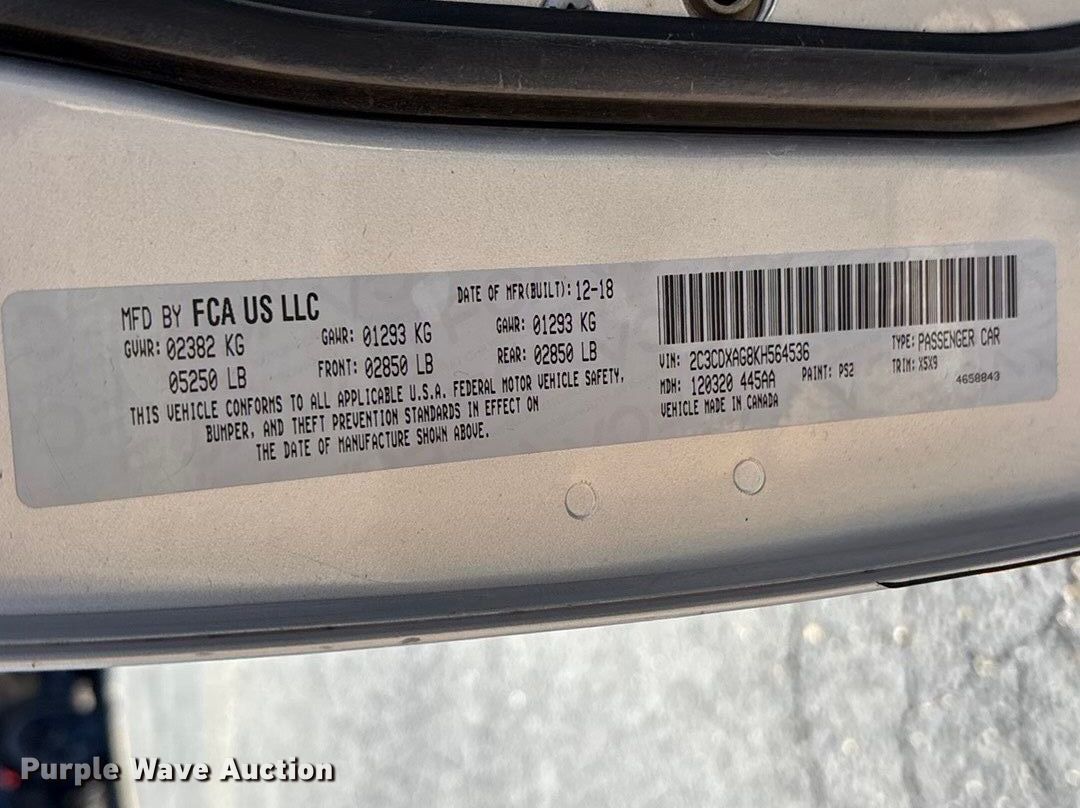 MFD BY FCA US LLC
DATE OF MFR(BUILT): 12-18
GVWR: 02382 KG
05250 LB
GAWR: 01293 KG
FRONT: 02850 LB
GAWR: 01293 KG
REAR: 02850 LB
THIS VEHICLE CONFORMS TO ALL APPLICABLE U.S.A. FEDERAL MOTOR VEHICLE SAFETY,
BUMPER, AND THEFT PREVENTION STANDARDS IN EFFECT ON
THE DATE OF MANUFACTURE SHOWN ABOVE.
VIN: 2C3CDXAG8KH564536
TYPE: PASSENGER CAR
MDH: 120320 445AA
PAINT: PS2
TRIM: X5X9
VEHICLE MADE IN CANADA
4658843
Purple Wave Auction